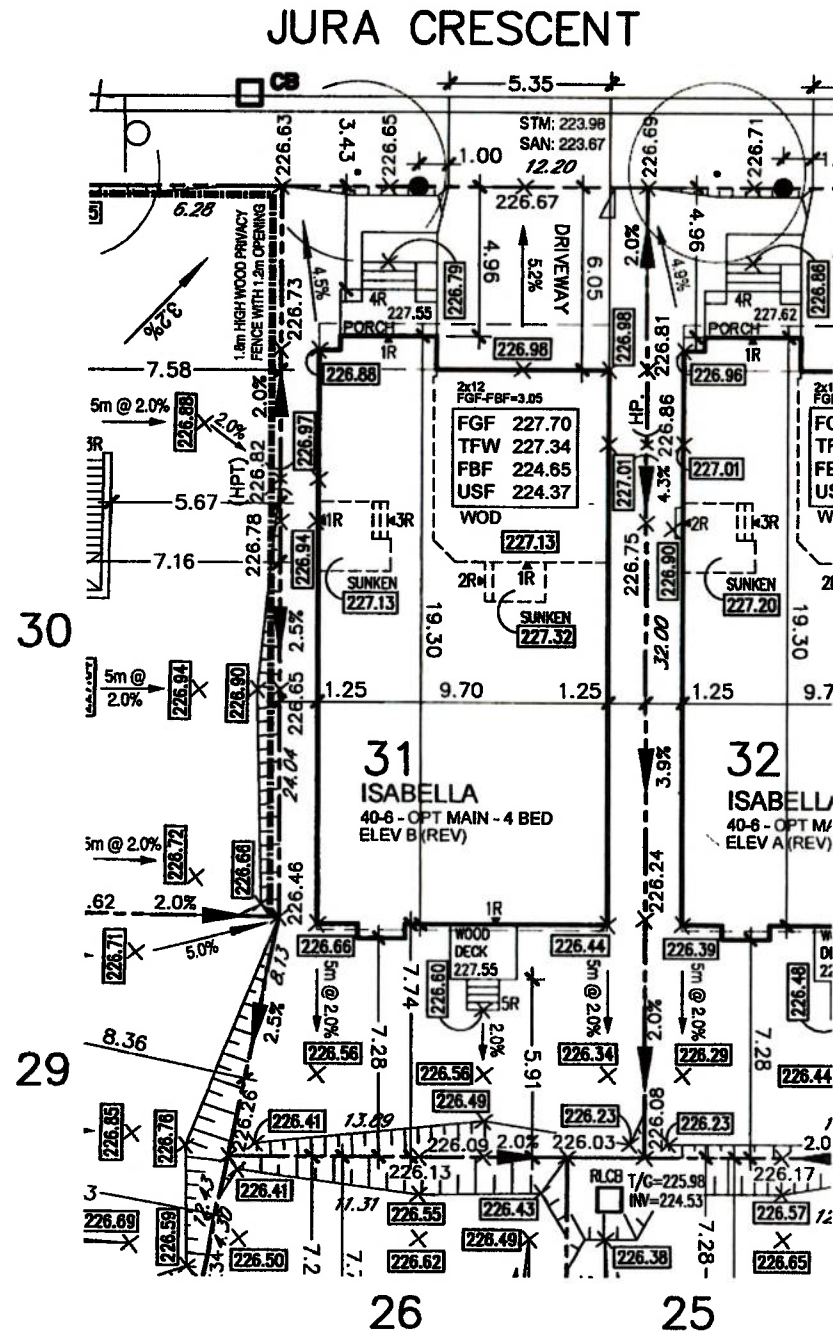 JURA CRESCENT
CB
5.35
226.63
3.43
226.65
1.00
STM: 223.98
SAN: 223.67
12.20
226.69
226.71
6.28
226.67
1.8m HIGH WOOD PRIVACY
FENCE WITH 1.2m OPENING
226.73
4.5%
4.96
DRIVEWAY
5.2%
6.05
2.0%
4.9%
4.96
226.79
226.86
3.2%
4R
227.55
4R
227.62
PORCH
1R
PORCH
1R
226.98
226.98
226.81
7.58
226.88
226.96
2.0%
5m @ 2.0%
226.88
2.0%
226.82
(HPT)
226.97
2x12
FGF-FBF=3.05
FGF 227.70
TFW 227.34
FBF 224.65
USF 224.37
WOD
HP.
226.86
227.01
227.01
4.3%
3R
5.67
226.78
1R
3R
226.94
2R
3R
7.16
227.13
1R
2R
226.75
226.90
SUNKEN
227.13
SUNKEN
227.32
SUNKEN
227.20
30
2.5%
19.30
32.00
19.30
5m @
2.0%
226.94
226.90
226.65
1.25
9.70
1.25
1.25
24.04
31
ISABELLA
40-6 - OPT MAIN - 4 BED
ELEV B (REV)
3.9%
32
ISABELLA
ELEV A (REV)
5m @ 2.0%
226.72
226.66
226.46
226.24
.62
2.0%
5.0%
226.71
8.13
1R
WOOD
DECK
227.55
226.66
226.44
226.39
226.60
5R
5m @ 2.0%
7.74
2.0%
5m @ 2.0%
5m @ 2.0%
226.48
2.5%
8.36
7.28
5.91
2.0%
7.28
29
226.56
226.56
226.34
226.29
226.44
226.85
226.76
226.26
226.41
13.89
226.49
226.23
226.08
226.23
226.09
2.0%
226.03
226.13
226.17
226.41
11.31
RLCB
T/G=225.98
INV=224.53
12.43
4.30
226.55
226.43
226.57
226.69
226.59
226.50
226.62
226.49
226.38
7.28
226.65
26
25